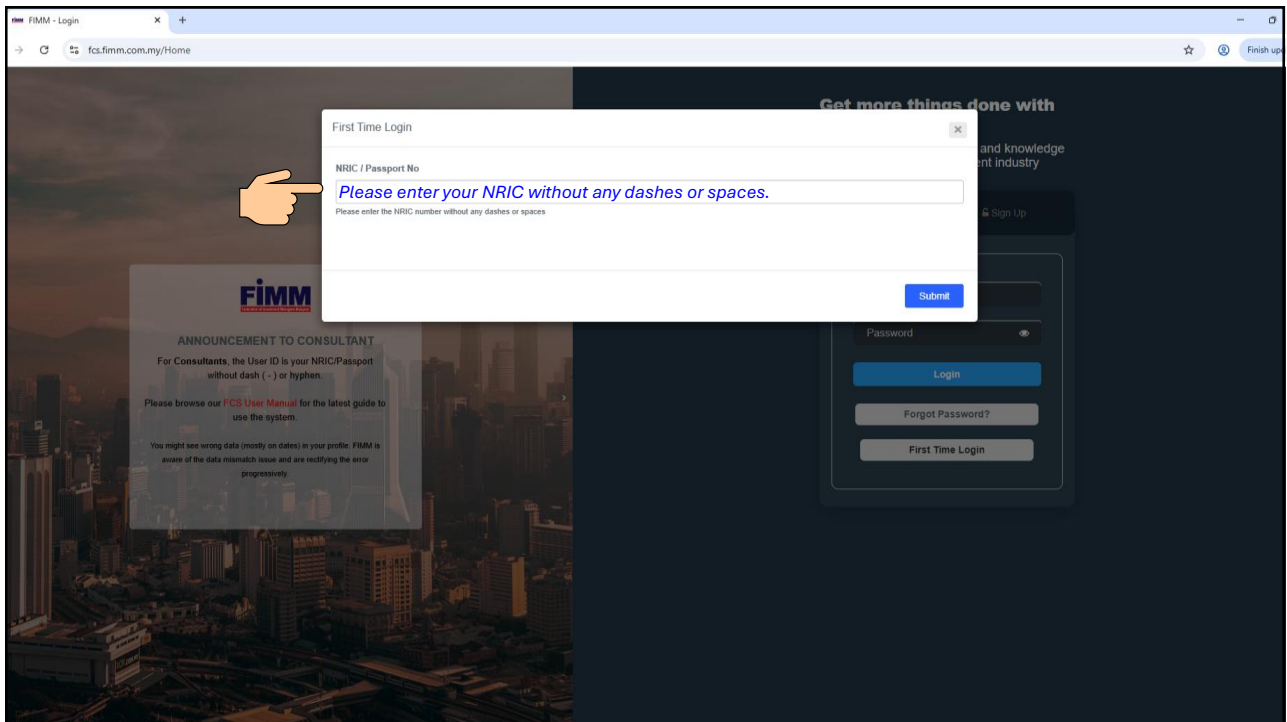 FIMM - Login
fcs.fimm.com.my/Home
Finish up
Get more things done with
and knowledge
ent industry
First Time Login
NRIC / Passport No
Please enter your NRIC without any dashes or spaces.
Please enter the NRIC number without any dashes or spaces
Submit
Sign Up
Password
Login
Forgot Password?
First Time Login
FiMM
ANNOUNCEMENT TO CONSULTANT
For Consultants, the User ID is your NRIC/Passport
without dash ( - ) or hyphen.
Please browse our FCS User Manual for the latest guide to
use the system.
You might see wrong data (mostly on dates) in your profile. FIMM is
aware of the data mismatch issue and are rectifying the error
progressively.